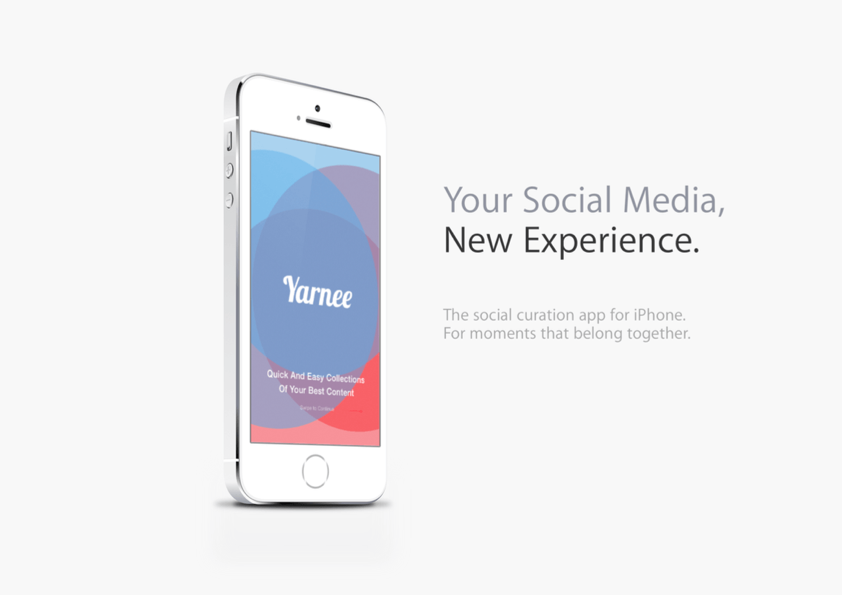 Your Social Media,
New Experience.
The social curation app for iPhone.
For moments that belong together.
Yarnee
Quick And Easy Collections
Of Your Best Content